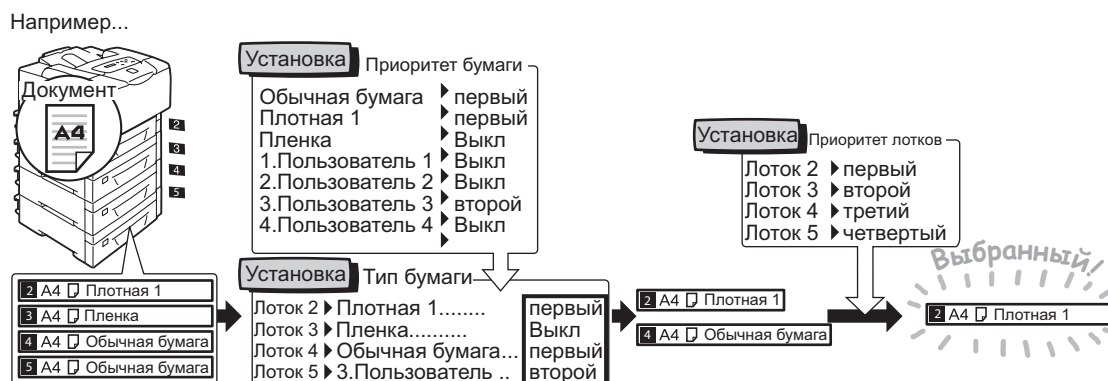 Например...
Документ
A4
2
3
4
5
2 A4 Плотная 1
3 A4 Пленка
4 A4 Обычная бумага
5 A4 Обычная бумага
Установка Приоритет бумаги
Обычная бумага первый
Плотная 1 первый
Пленка Выкл
1.Пользователь 1 Выкл
2.Пользователь 2 Выкл
3.Пользователь 3 второй
4.Пользователь 4 Выкл
Установка Тип бумаги
Лоток 2 Плотная 1........ первый
Лоток 3 Пленка.......... Выкл
Лоток 4 Обычная бумага... первый
Лоток 5 3.Пользователь .. второй
2 A4 Плотная 1
4 A4 Обычная бумага
Установка Приоритет лотков
Лоток 2 первый
Лоток 3 второй
Лоток 4 третий
Лоток 5 четвертый
Выбранный!
2 A4 Плотная 1